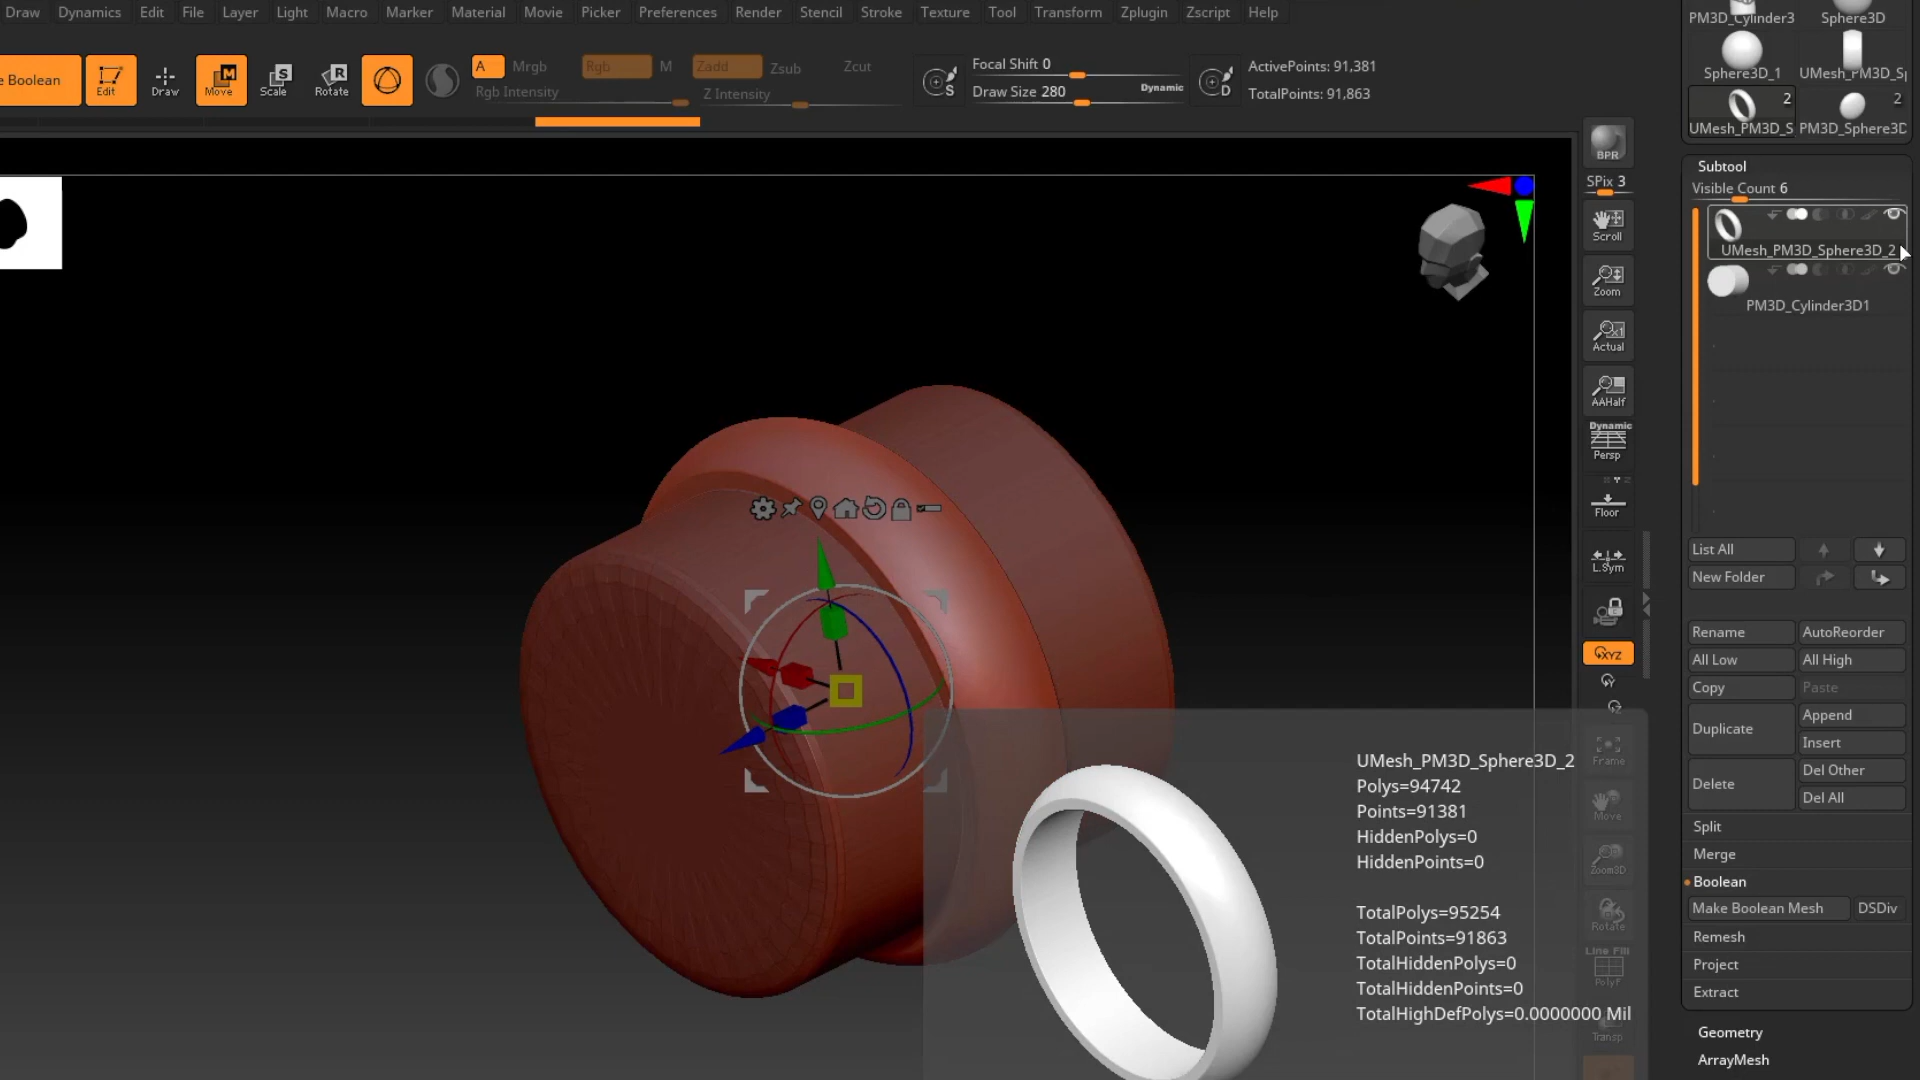 Draw Dynamics Edit File Layer Light Macro Marker Material Movie Picker Preferences Render Stencil Stroke Texture Tool Transform Zplugin Zscript Help
PM3D_Cylinder3 Sphere3D
e Boolean Edit Draw Move Scale Rotate A Mrgb Rgb M Zadd Zsub Zcut
Rgb Intensity Z Intensity
Focal Shift 0
Draw Size 280 Dynamic
ActivePoints: 91,381
TotalPoints: 91,863
Sphere3D_1 UMesh_PM3D_S
2 2
UMesh_PM3D_S PM3D_Sphere3D
BPR
SPix 3
Scroll
Zoom
Actual
AAHalf
Dynamic
Persp
Floor
L.Sym
XYZ
Frame
Move
Zoom3D
Rotate
Line Fill
PolyF
Transp
Subtool
Visible Count 6
UMesh_PM3D_Sphere3D_2
PM3D_Cylinder3D1
List All
New Folder
Rename AutoReorder
All Low All High
Copy Paste
Duplicate Append
Insert
Delete Del Other
Del All
Split
Merge
Boolean
Make Boolean Mesh DSDiv
Remesh
Project
Extract
Geometry
ArrayMesh
UMesh_PM3D_Sphere3D_2
Polys=94742
Points=91381
HiddenPolys=0
HiddenPoints=0
TotalPolys=95254
TotalPoints=91863
TotalHiddenPolys=0
TotalHiddenPoints=0
TotalHighDefPolys=0.0000000 Mil